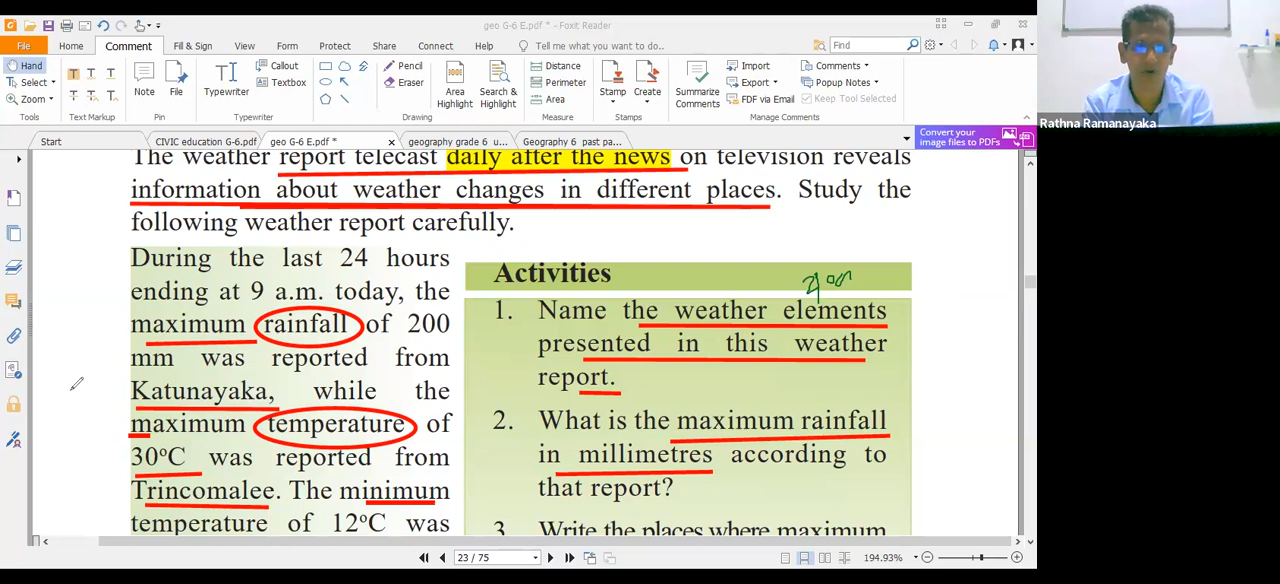 geo G-6 E.pdf * - Foxit Reader
File Home Comment Fill & Sign View Form Protect Share Connect Help Tell me what you want to do... Find
Hand
Select
Zoom
T T T
T T T
Text Markup
Note File
Pin
Typewriter
Callout
Textbox
Typewriter
Pencil
Eraser
Drawing
Area Highlight
Search & Highlight
Distance
Perimeter
Area
Measure
Stamp Create
Stamp
Summarize Comments
Import
Export
FDF via Email
Comments
Popup Notes
Keep Tool Selected
Manage Comments
Rathna Ramanayaka
Start CIVIC education G-6.pdf geo G-6 E.pdf * geography grade 6 u... Geography 6 past pa...
Convert your image files to PDFs
The weather report telecast daily after the news on television reveals
information about weather changes in different places. Study the
following weather report carefully.
During the last 24 hours
ending at 9 a.m. today, the
maximum rainfall of 200
mm was reported from
Katunayaka, while the
maximum temperature of
30°C was reported from
Trincomalee. The minimum
temperature of 12°C was
Activities
1. Name the weather elements
presented in this weather
report.
2. What is the maximum rainfall
in millimetres according to
that report?
3. Write the places where maximum
23 / 75
194.93%